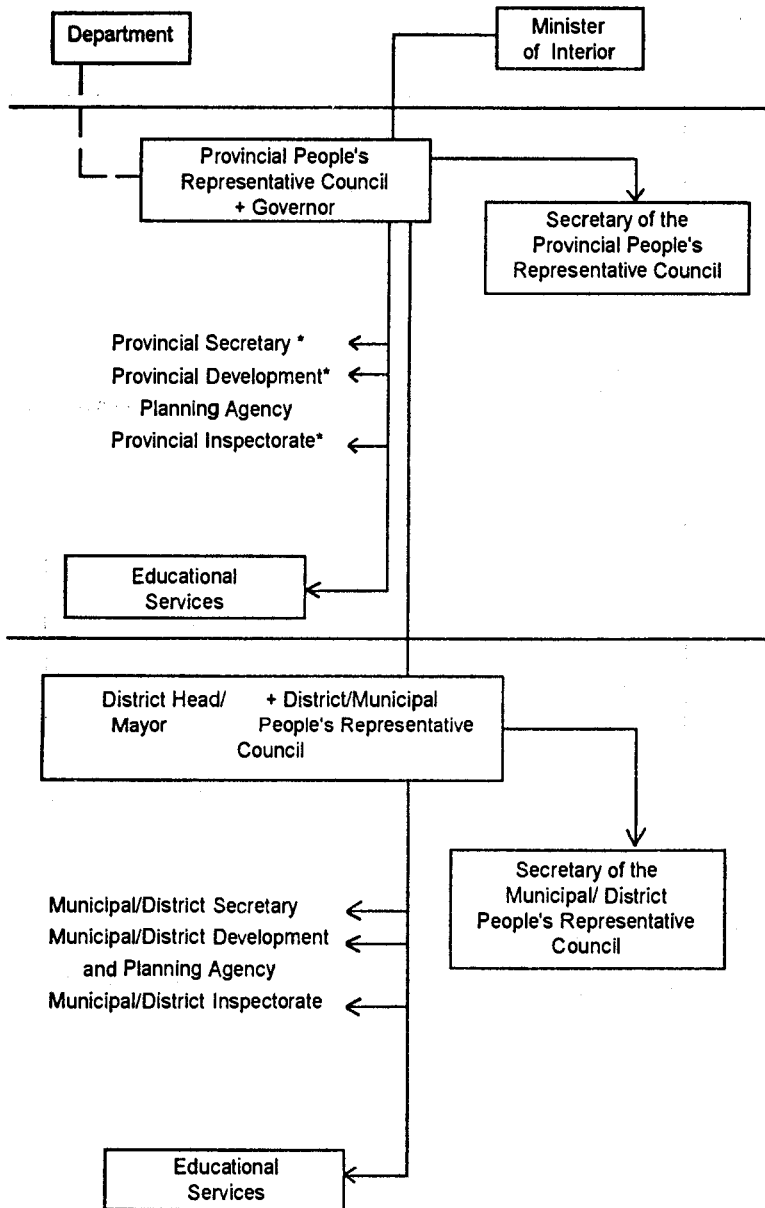 Department
Minister
of Interior
Provincial People's
Representative Council
+ Governor
Secretary of the
Provincial People's
Representative Council
Provincial Secretary *
Provincial Development*
Planning Agency
Provincial Inspectorate*
Educational
Services
District Head/ + District/Municipal
Mayor People's Representative
Council
Secretary of the
Municipal/ District
People's Representative
Council
Municipal/District Secretary
Municipal/District Development
and Planning Agency
Municipal/District Inspectorate
Educational
Services